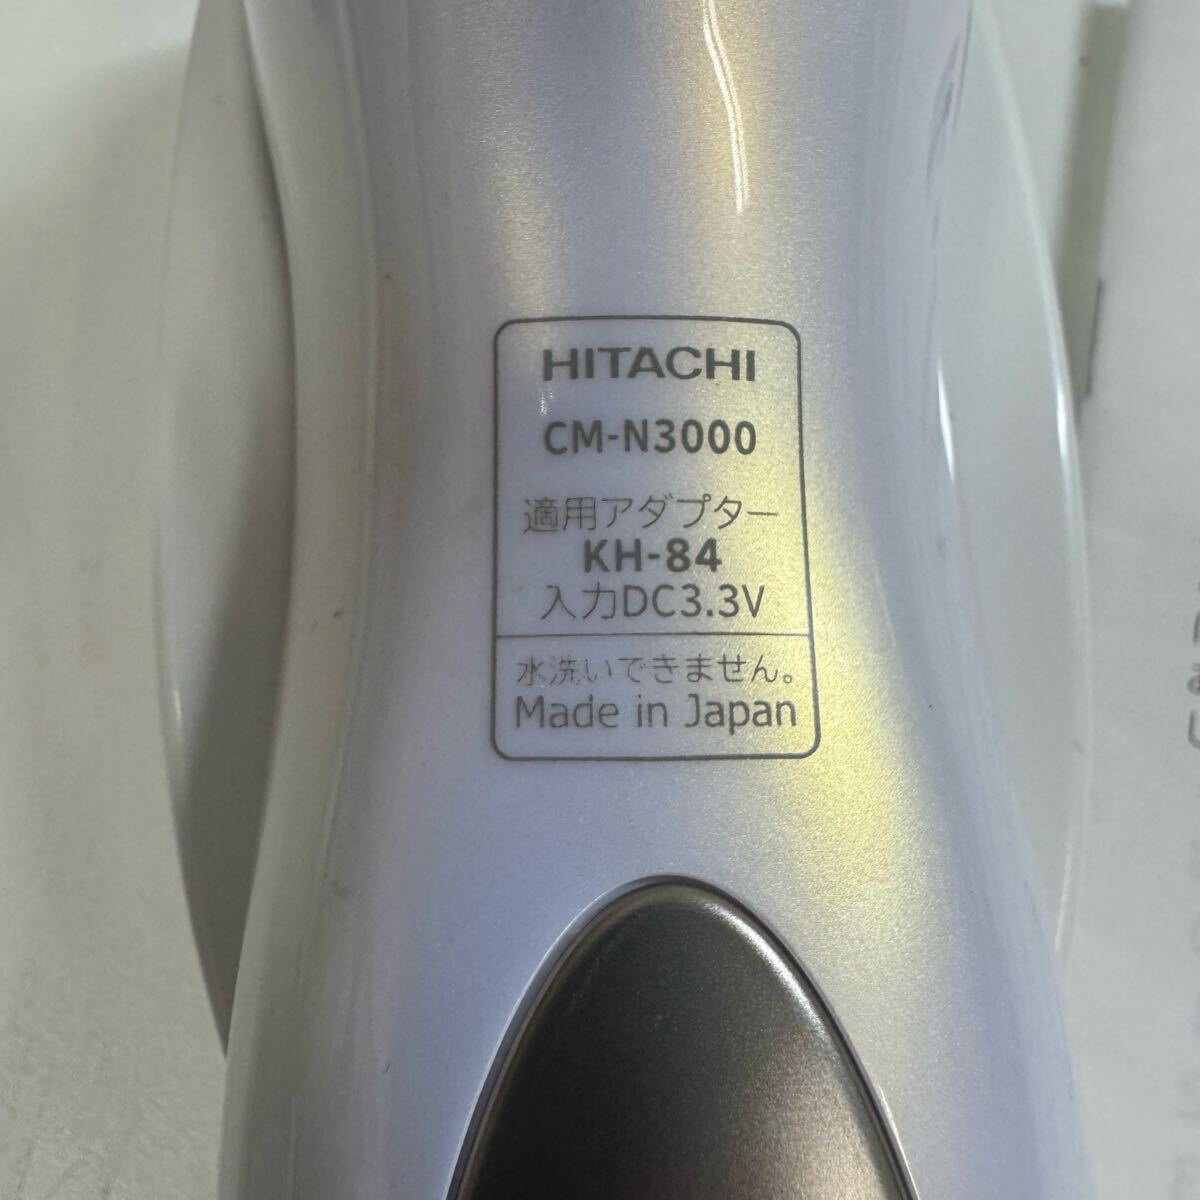 HITACHI
CM-N3000
適用アダプター
KH-84
入力DC3.3V
水洗いできません。
Made in Japan